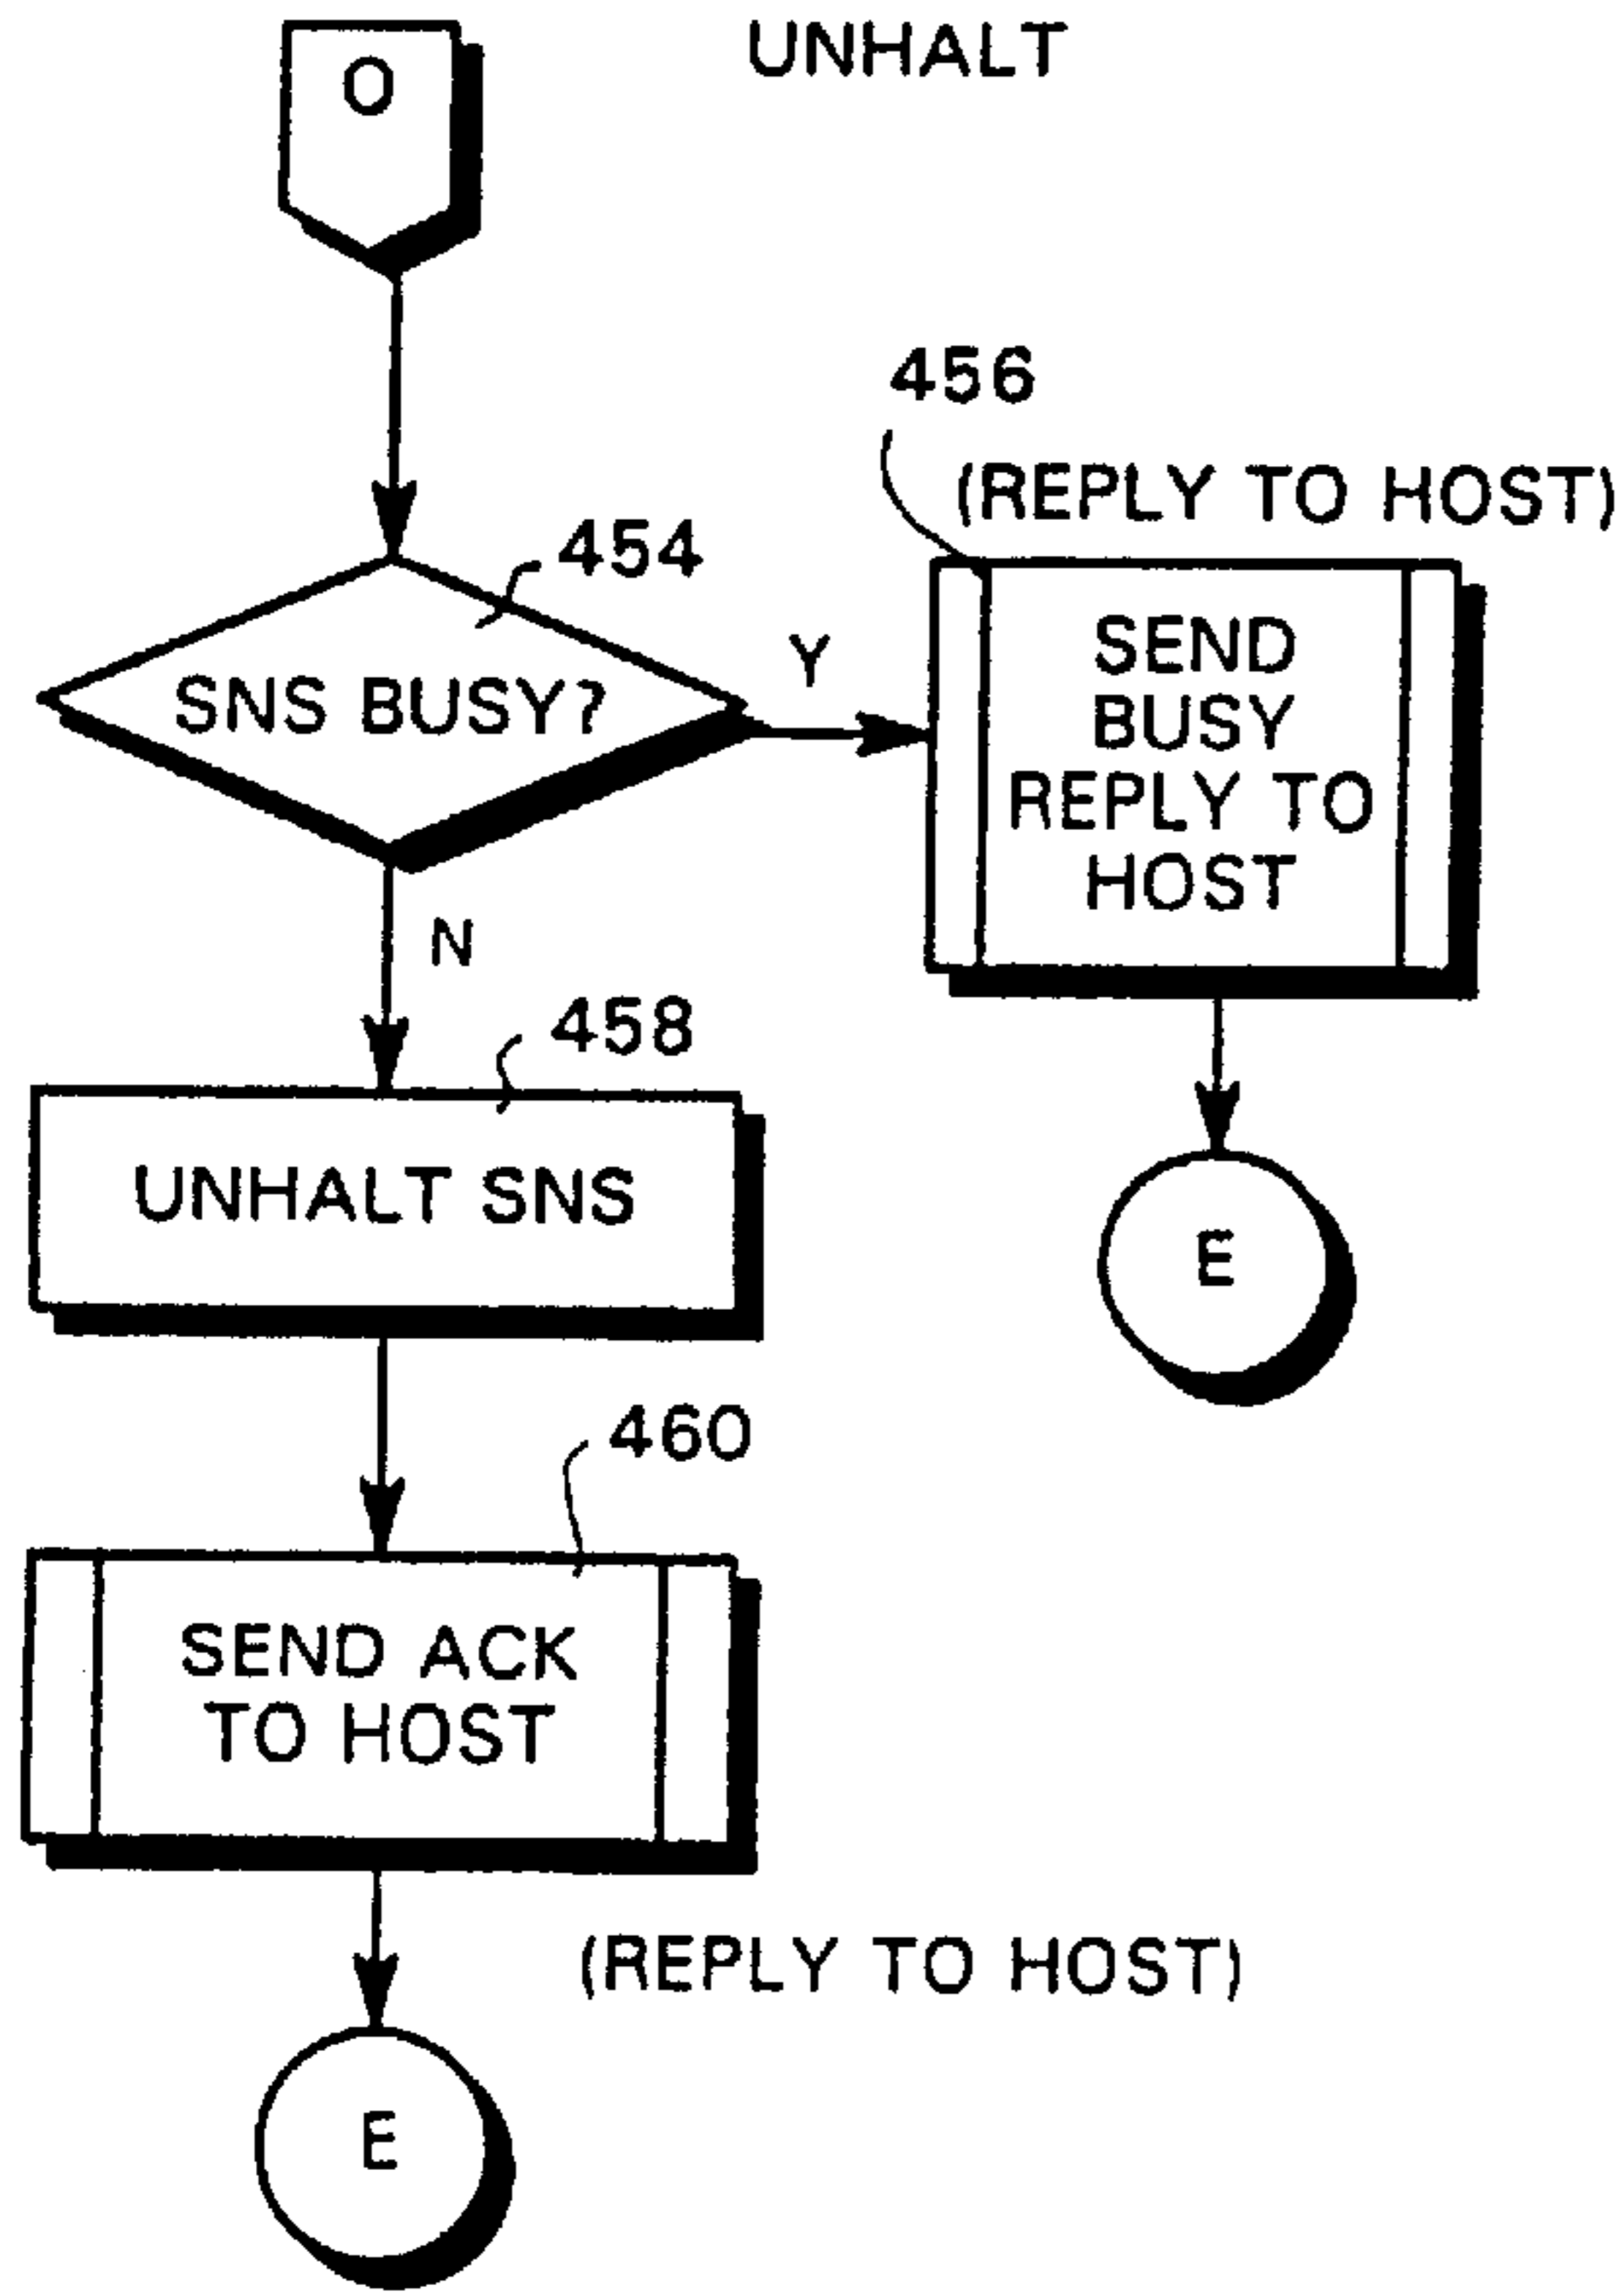 O
UNHALT
456
(REPLY TO HOST)
454
SNS BUSY?
Y
SEND
BUSY
REPLY TO
HOST
N
458
UNHALT SNS
E
460
SEND ACK
TO HOST
(REPLY TO HOST)
E